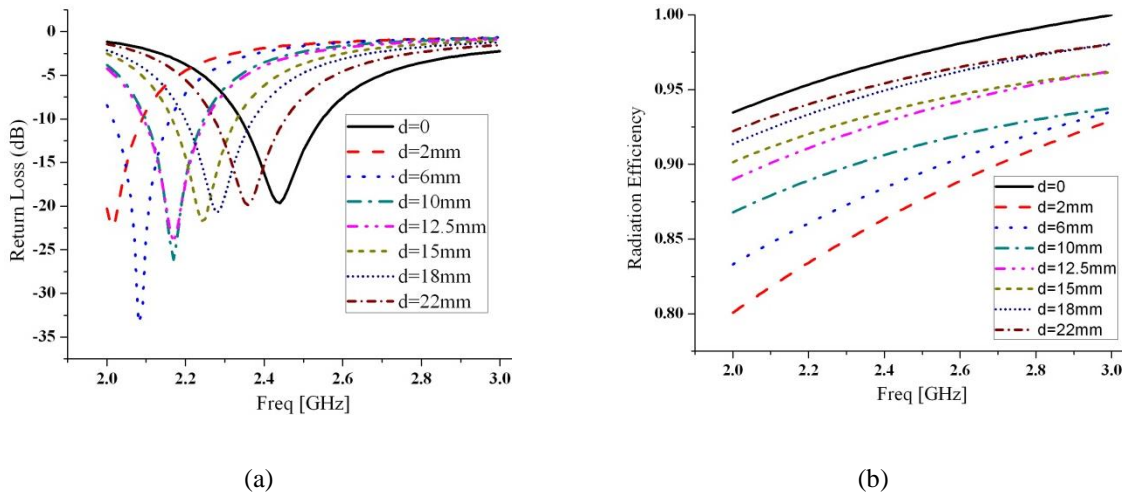 0
-5
-10
-15
-20
-25
-30
-35
Return Loss (dB)
2.0 2.2 2.4 2.6 2.8 3.0
Freq [GHz]
d=0
d=2mm
d=6mm
d=10mm
d=12.5mm
d=15mm
d=18mm
d=22mm
(a)
1.00
0.95
0.90
0.85
0.80
Radiation Efficiency
2.0 2.2 2.4 2.6 2.8 3.0
Freq [GHz]
d=0
d=2mm
d=6mm
d=10mm
d=12.5mm
d=15mm
d=18mm
d=22mm
(b)